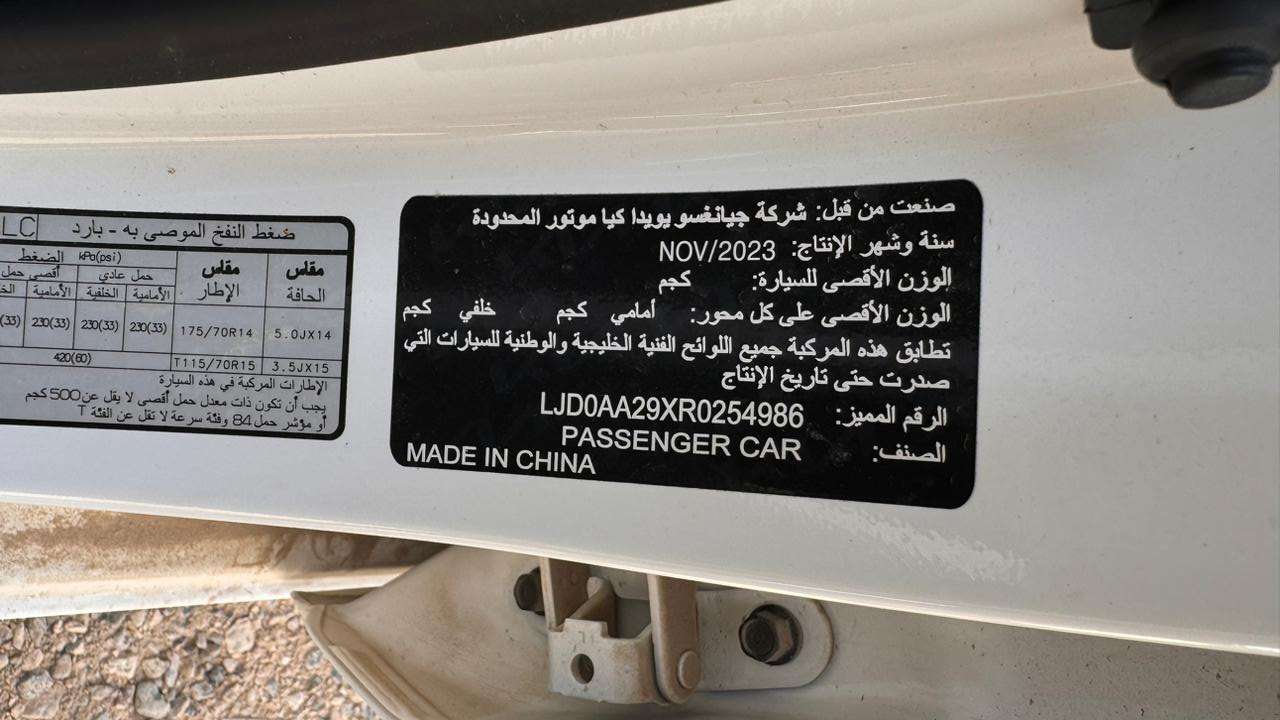 صنعت من قبل: شركة جيانغسو يويدا كيا موتور المحدودة
سنة وشهر الإنتاج: NOV/2023
الوزن الأقصى للسيارة: كجم
الوزن الأقصى على كل محور: أمامي كجم خلفي كجم
تطابق هذه المركبة جميع اللوائح الفنية الخليجية والوطنية للسيارات التي
صدرت حتى تاريخ الإنتاج
الرقم المميز: LJD0AA29XR0254986
الصنف: PASSENGER CAR
MADE IN CHINA
ضغط النفخ الموصى به - بارد LC
مقاس الحافة مقاس الإطار kPa(psi) الضغط
حمل عادي أقصى حمل
الأمامية الخلفية الأمامية
5.0JX14 175/70R14 230(33) 230(33) 230(33) (33)
3.5JX15 T115/70R15 420(60)
الإطارات المركبة في هذه السيارة
يجب أن تكون ذات معدل حمل أقصى لا يقل عن 500 كجم
أو مؤشر حمل 84 وفئة سرعة لا تقل عن الفئة T